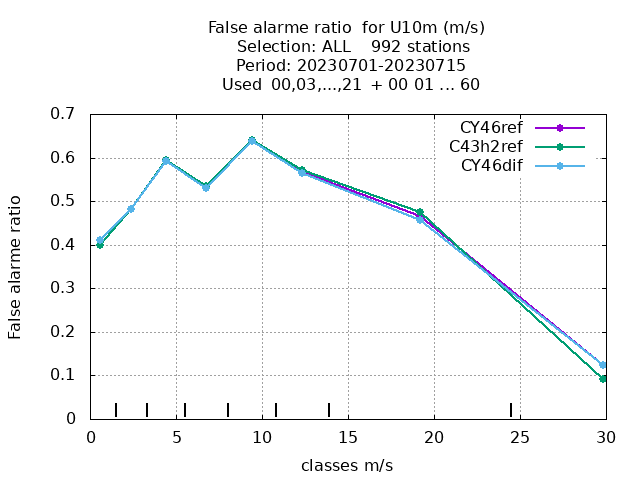 False alarme ratio  for U10m (m/s)
Selection: ALL    992 stations
Period: 20230701-20230715
Used  00,03,...,21  + 00 01 ... 60
CY46ref
C43h2ref
CY46dif
False alarme ratio
0.7
0.6
0.5
0.4
0.3
0.2
0.1
0
0 5 10 15 20 25 30
classes m/s